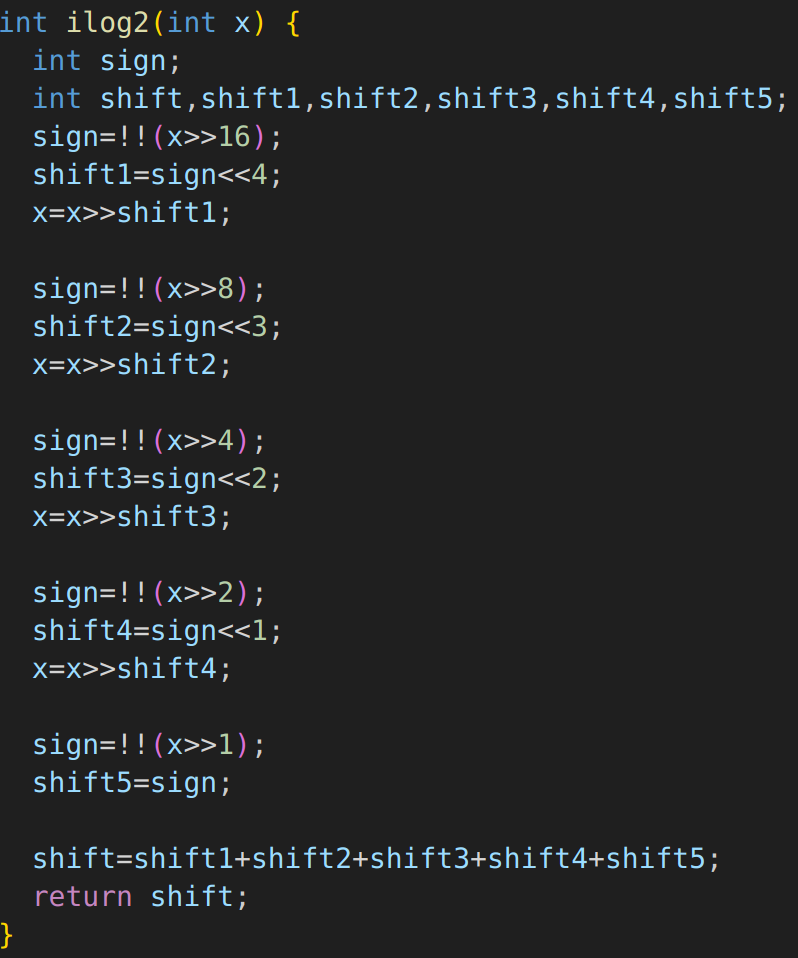 int ilog2(int x) {
  int sign;
  int shift,shift1,shift2,shift3,shift4,shift5;
  sign=!!(x>>16);
  shift1=sign<<4;
  x=x>>shift1;

  sign=!!(x>>8);
  shift2=sign<<3;
  x=x>>shift2;

  sign=!!(x>>4);
  shift3=sign<<2;
  x=x>>shift3;

  sign=!!(x>>2);
  shift4=sign<<1;
  x=x>>shift4;

  sign=!!(x>>1);
  shift5=sign;

  shift=shift1+shift2+shift3+shift4+shift5;
  return shift;
}